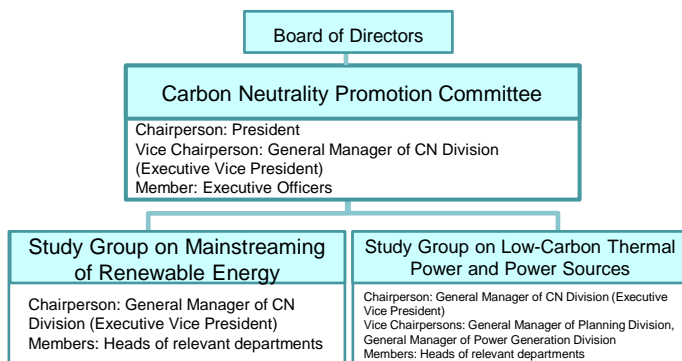 Board of Directors
Carbon Neutrality Promotion Committee
Chairperson: President
Vice Chairperson: General Manager of CN Division
(Executive Vice President)
Member: Executive Officers
Study Group on Mainstreaming
of Renewable Energy
Chairperson: General Manager of CN
Division (Executive Vice President)
Members: Heads of relevant departments
Study Group on Low-Carbon Thermal
Power and Power Sources
Chairperson: General Manager of CN Division (Executive
Vice President)
Vice Chairpersons: General Manager of Planning Division,
General Manager of Power Generation Division
Members: Heads of relevant departments